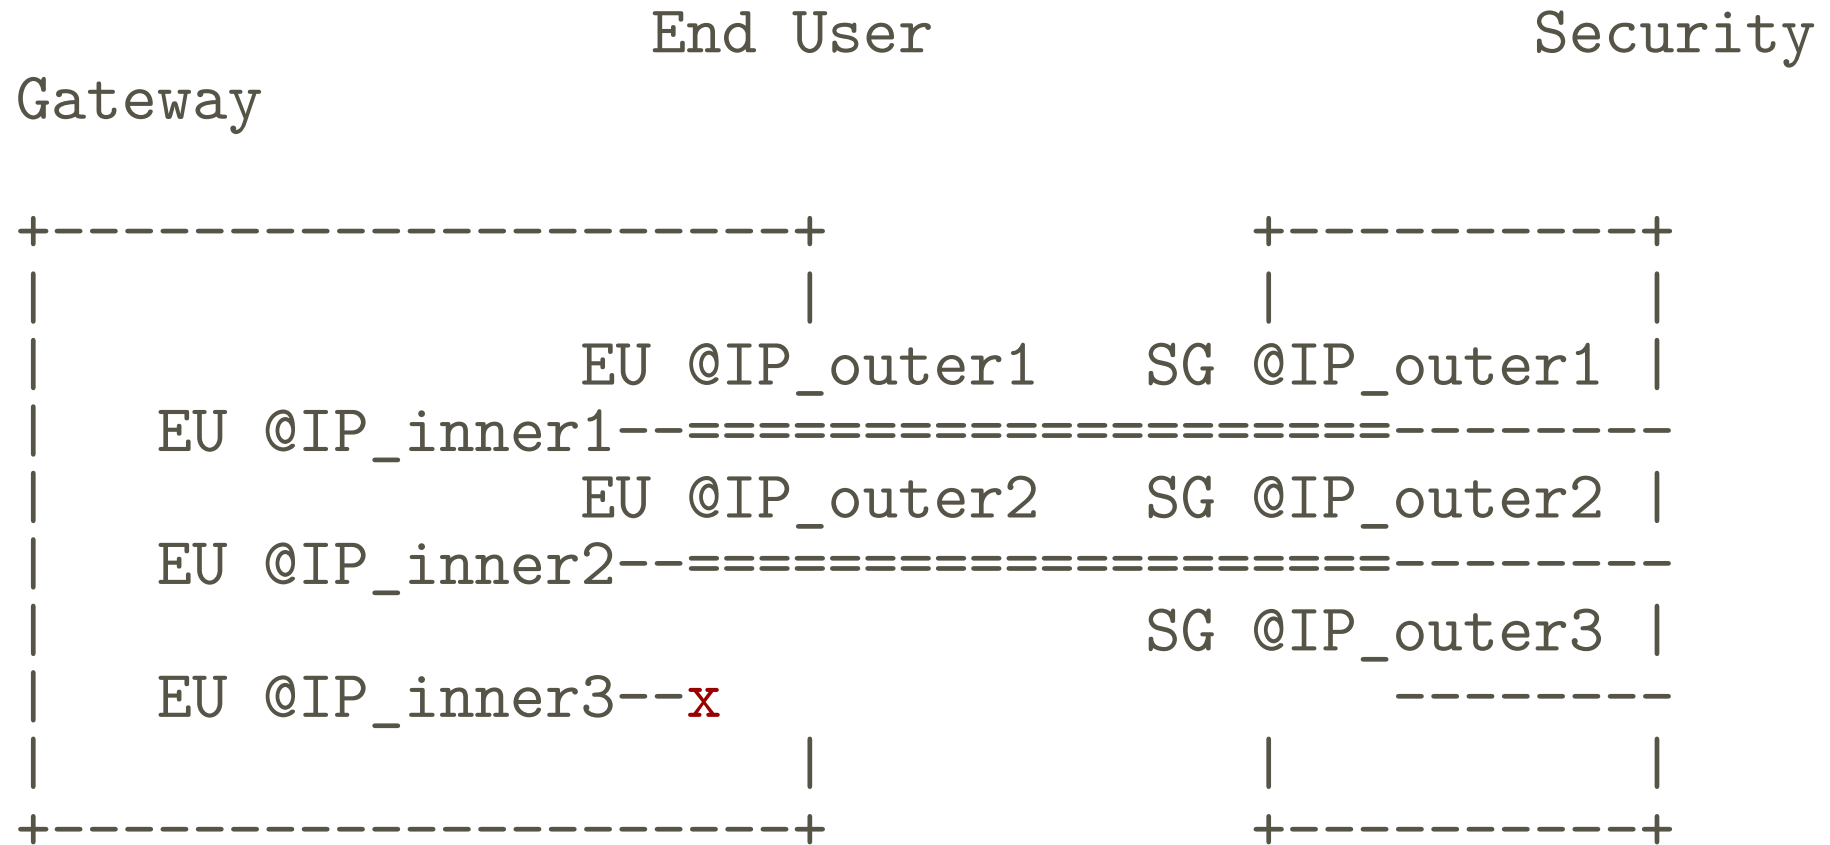 End User                 Security
Gateway
+---------------------+            +----------+
|                     |            |          |
|               EU @IP_outer1   SG @IP_outer1 |
|   EU @IP_inner1--====================--------
|               EU @IP_outer2   SG @IP_outer2 |
|   EU @IP_inner2--====================--------
|                               SG @IP_outer3 |
|   EU @IP_inner3--x                   --------
|                     |            |          |
+---------------------+            +----------+